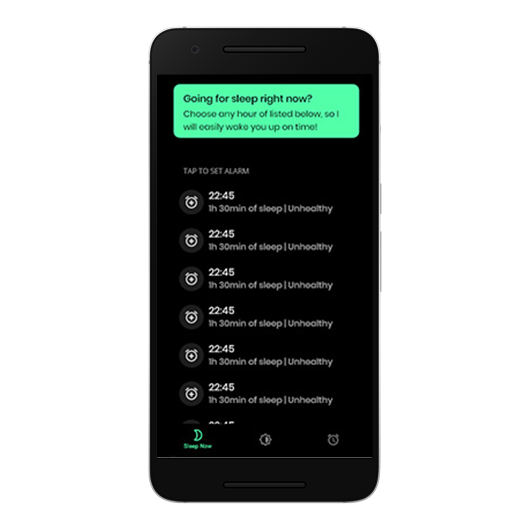 Going for sleep right now?
Choose any hour of listed below, so I
will easily wake you up on time!
TAP TO SET ALARM
22:45
1h 30min of sleep | Unhealthy
22:45
1h 30min of sleep | Unhealthy
22:45
1h 30min of sleep | Unhealthy
22:45
1h 30min of sleep | Unhealthy
22:45
1h 30min of sleep | Unhealthy
22:45
1h 30min of sleep | Unhealthy
Sleep Now